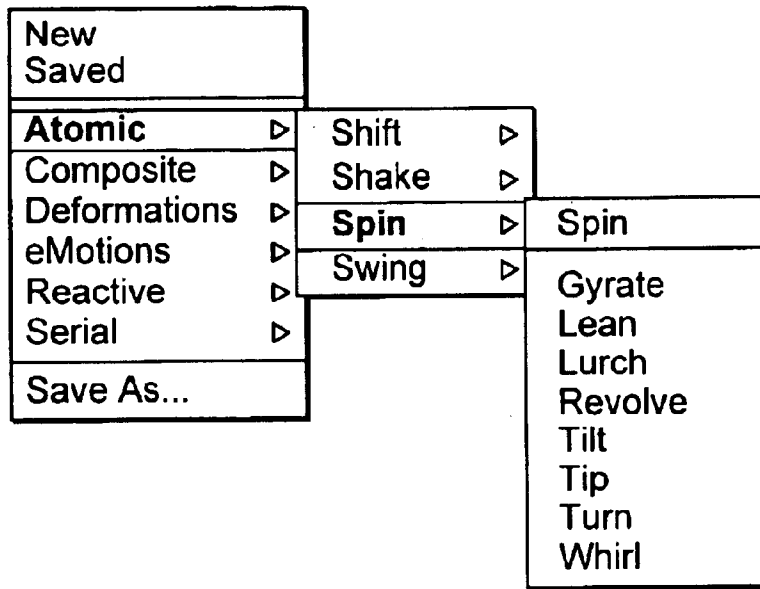 New
Saved
Atomic
Composite
Deformations
eMotions
Reactive
Serial
Save As...
Shift
Shake
Spin
Swing
Spin
Gyrate
Lean
Lurch
Revolve
Tilt
Tip
Turn
Whirl